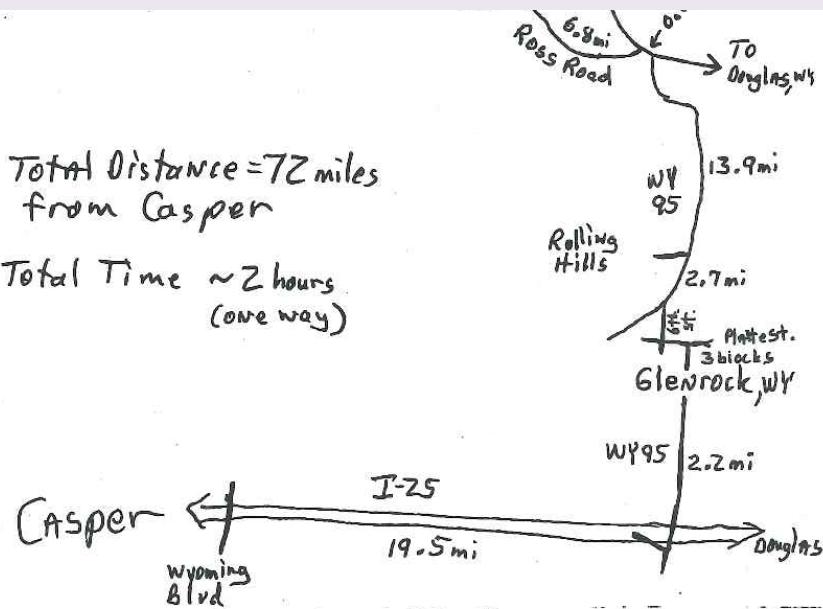 6.8mi
Ross Road
TO
Douglas, WY
Total Distance = 72 miles
from Casper
Total Time ~2 hours
(one way)
13.9mi
WY
95
Rolling
Hills
2.7mi
Platte St.
3 blocks
Glenrock, WY
WY95
2.2mi
I-25
Casper
19.5mi
Douglas
Wyoming
Blvd